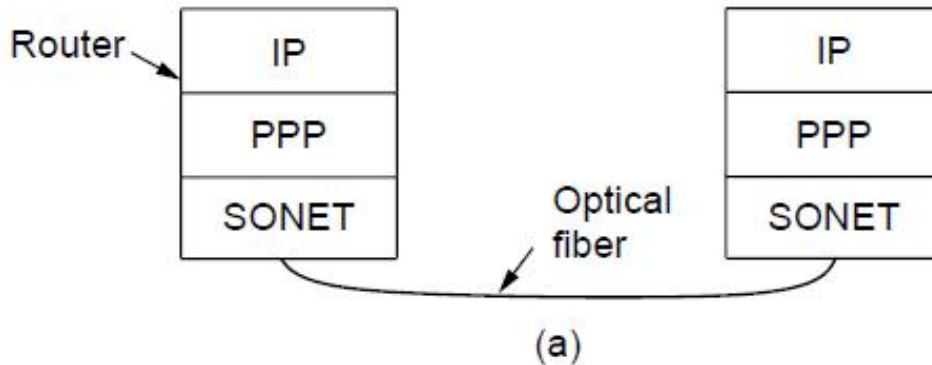 Router
IP
IP
PPP
PPP
SONET
Optical
fiber
SONET
(a)